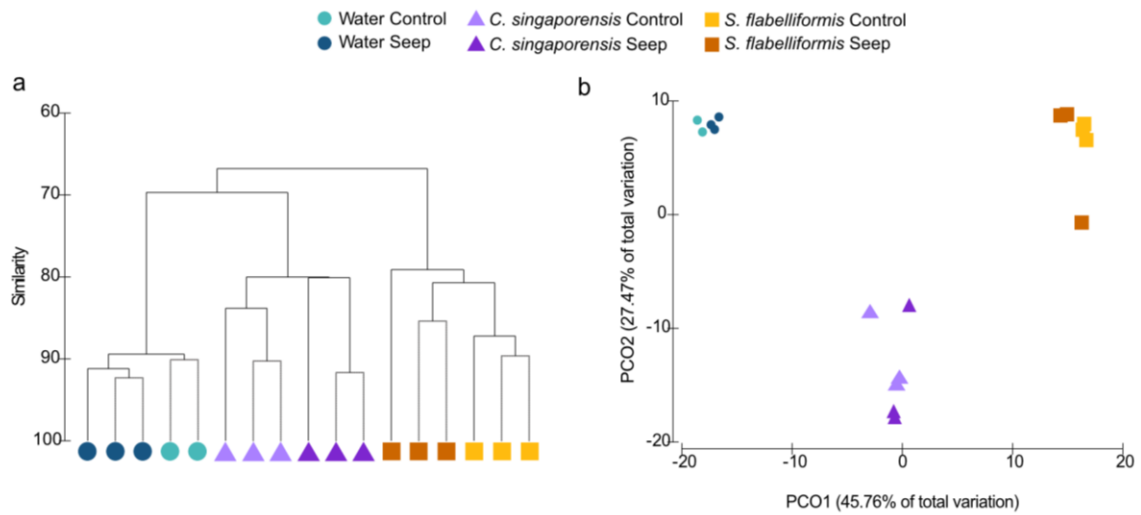 Water Control
C. singaporensis Control
S. flabelliformis Control
Water Seep
C. singaporensis Seep
S. flabelliformis Seep
a
60
70
80
90
100
Similarity
b
10
0
-10
-20
PCO2 (27.47% of total variation)
-20
-10
0
10
20
PCO1 (45.76% of total variation)